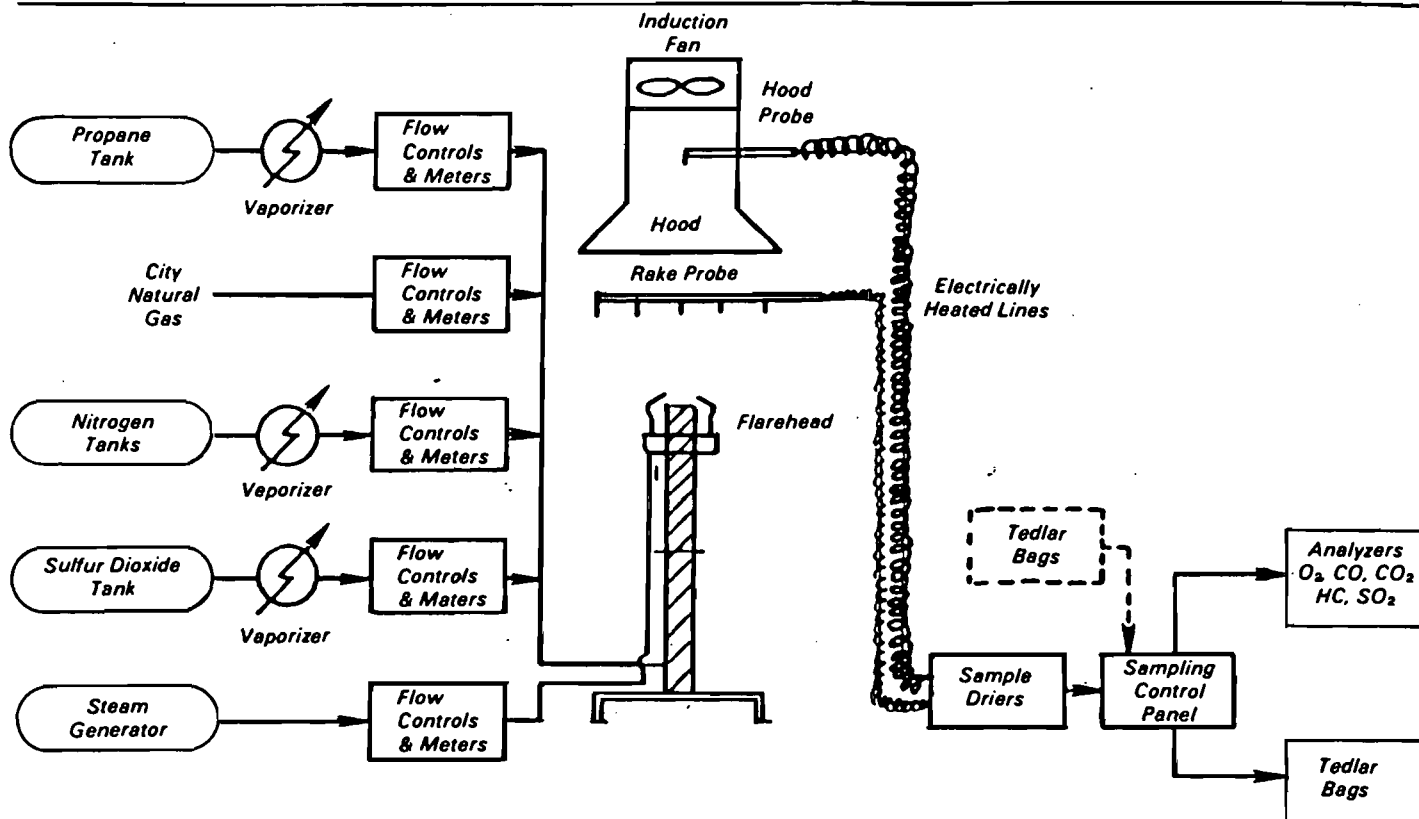 Induction
Fan
Hood
Probe
Propane
Tank
Vaporizer
Flow
Controls
& Meters
Hood
City
Natural
Gas
Flow
Controls
& Meters
Rake Probe
Electrically
Heated Lines
Nitrogen
Tanks
Veporizer
Flow
Controls
& Meters
Flarehead
Sulfur Dioxide
Tank
Vaporizer
Flow
Controls
& Maters
Tedlar
Bags
Analyzers
O₂, CO, CO₂
HC, SO₂
Steam
Generator
Flow
Controls
& Meters
Sample
Driers
Sampling
Control
Panel
Tedlar
Bags